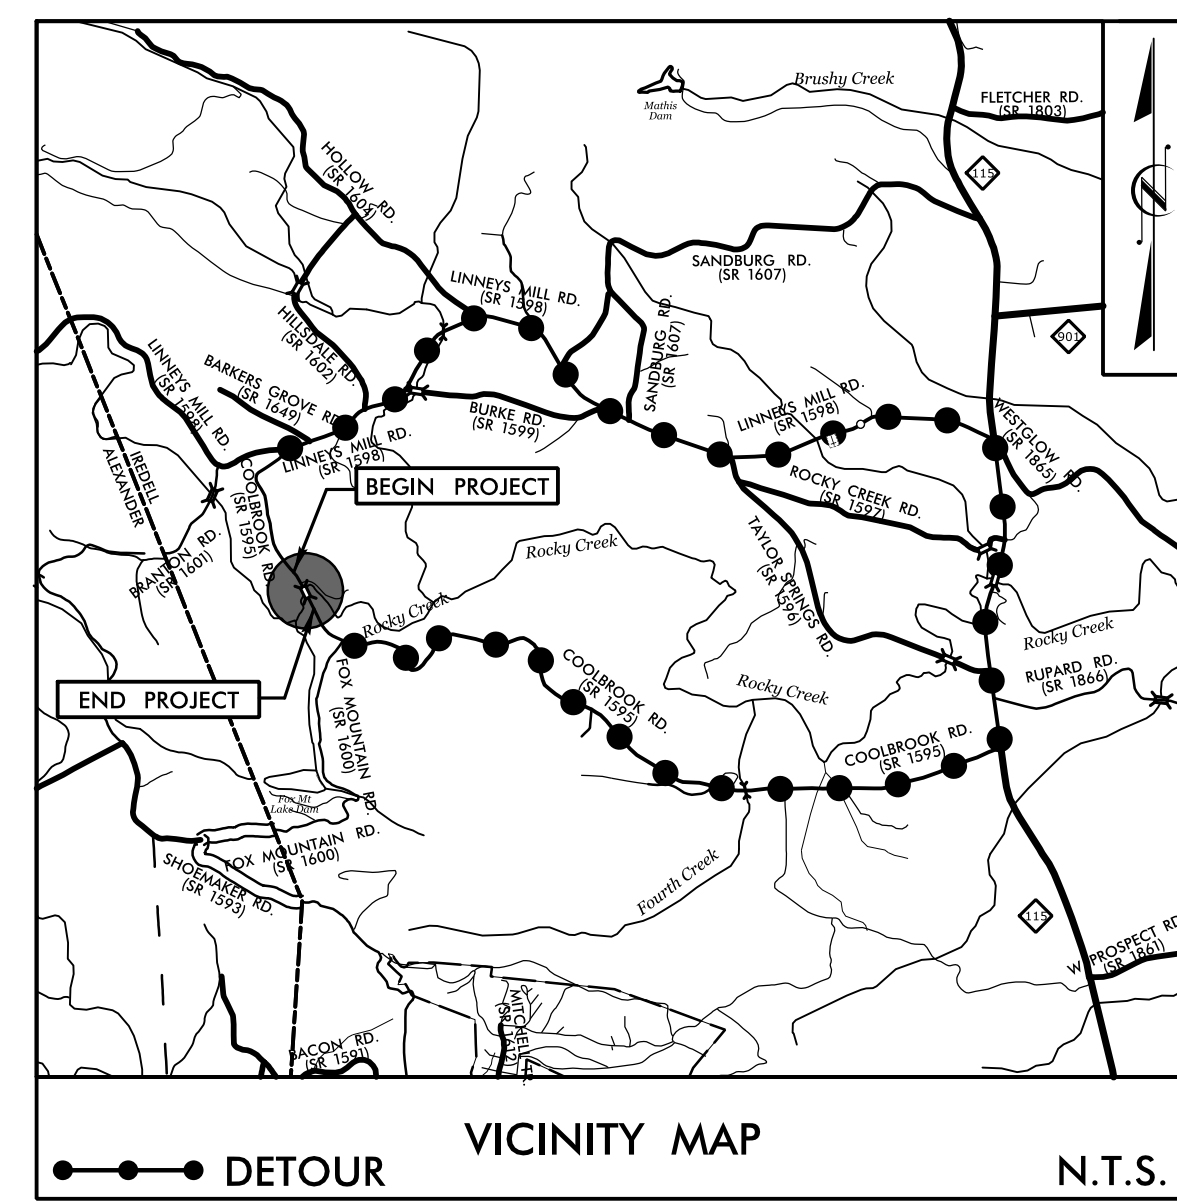 Brushy Creek
Mathis
Dam
FLETCHER RD.
(SR 1803)
115
N
HOLLOW RD.
(SR 1604)
SANDBURG RD.
(SR 1607)
LINNEYS MILL RD.
(SR 1598)
HILLSDALE RD.
(SR 1602)
SANDBURG RD.
(SR 1607)
901
LINNEYS MILL RD.
(SR 1598)
BARKERS GROVE RD.
(SR 1649)
BURKE RD.
(SR 1599)
LINNEYS MILL RD.
(SR 1598)
WESTGLOW RD.
(SR 1865)
LINNEYS MILL RD.
(SR 1598)
IREDELL
ALEXANDER
COOLBROOK RD.
(SR 1595)
BEGIN PROJECT
ROCKY CREEK RD.
(SR 1597)
TAYLOR SPRINGS RD.
(SR 1596)
BRANTON RD.
(SR 1601)
Rocky Creek
Rocky Creek
Rocky Creek
RUPARD RD.
(SR 1866)
END PROJECT
FOX MOUNTAIN RD.
(SR 1600)
COOLBROOK RD.
(SR 1595)
Rocky Creek
COOLBROOK RD.
(SR 1595)
Fox Mt
Lake Dam
FOX MOUNTAIN RD.
(SR 1600)
SHOEMAKER RD.
(SR 1593)
Fourth Creek
115
W. PROSPECT RD
(SR 1861)
MITCHELL
(SR 1612)
BACON RD.
(SR 1591)
VICINITY MAP
DETOUR
N.T.S.